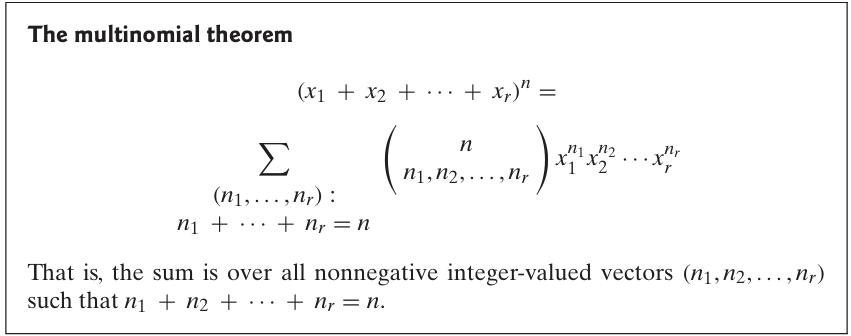 The multinomial theorem
(x₁ + x₂ + ⋯ + xᵣ)ⁿ =
∑ (n₁,…,nᵣ) : n₁ + ⋯ + nᵣ = n ( n n₁,n₂,…,nᵣ ) x₁^{n₁} x₂^{n₂} ⋯ xᵣ^{nᵣ}
That is, the sum is over all nonnegative integer-valued vectors (n₁,n₂,…,nᵣ)
such that n₁ + n₂ + ⋯ + nᵣ = n.